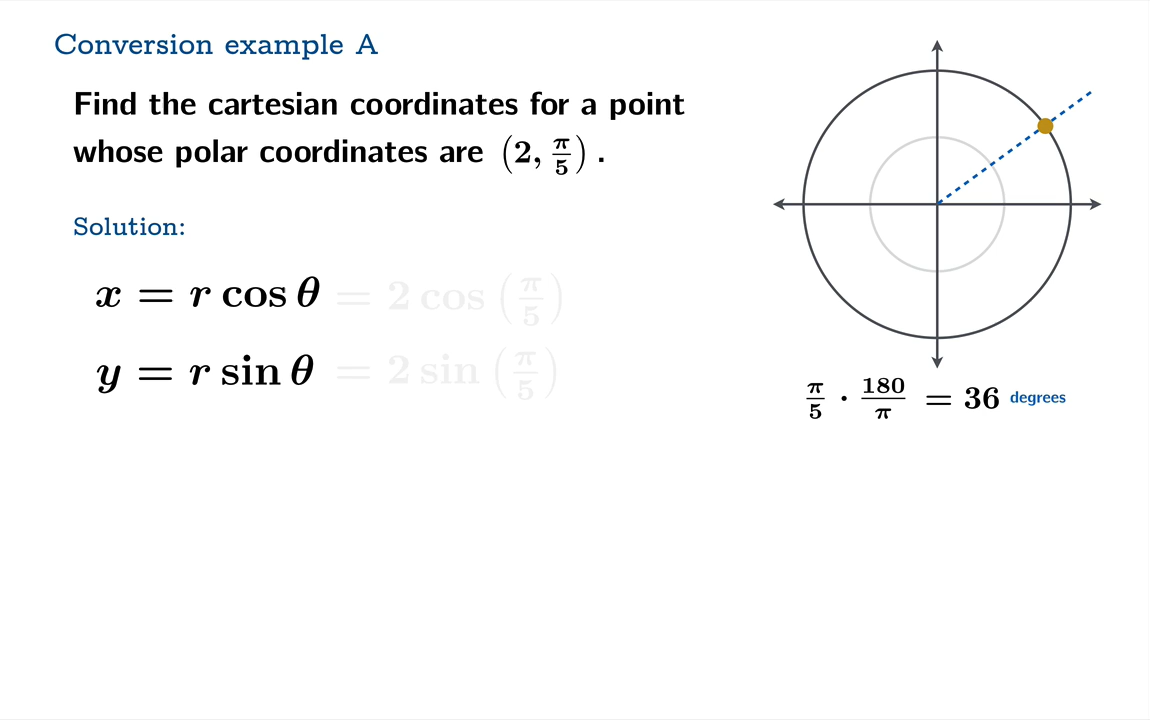 Conversion example A
Find the cartesian coordinates for a point
whose polar coordinates are (2, π/5) .
Solution:
x = r cos θ = 2 cos (π/5)
y = r sin θ = 2 sin (π/5)
π/5 · 180/π = 36 degrees